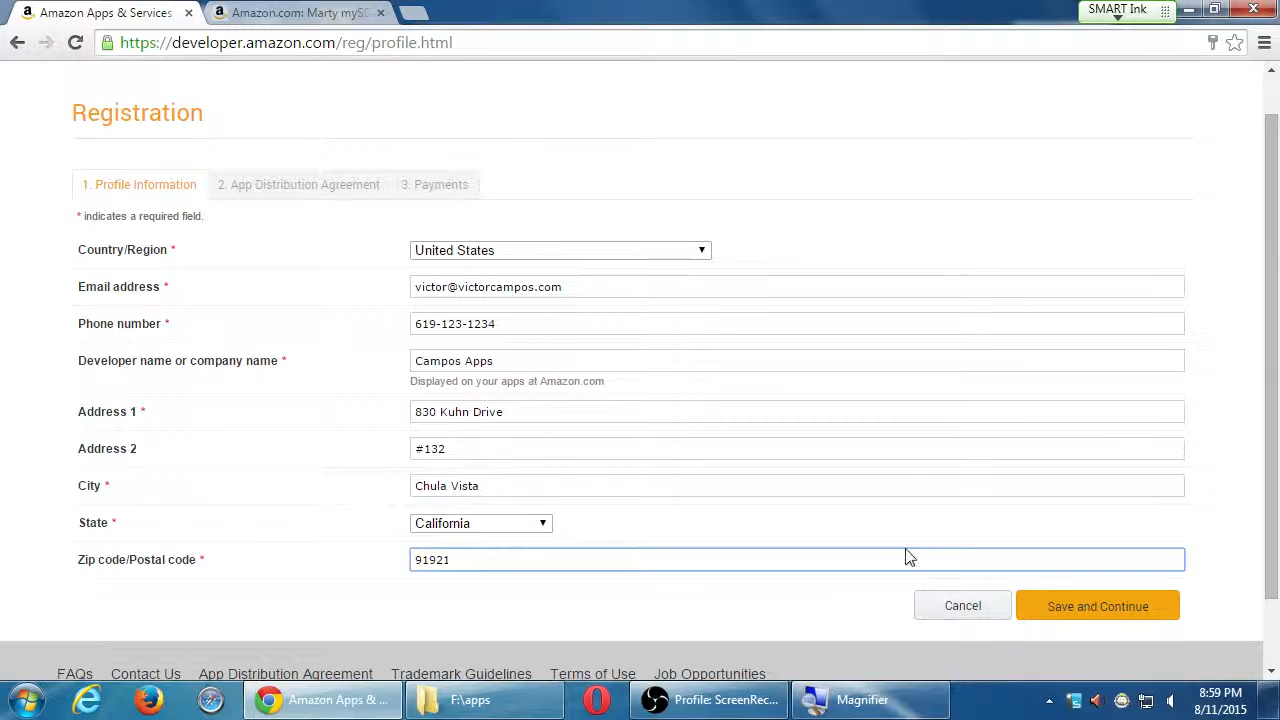 Amazon Apps & Services
Amazon.com: Marty mySD
SMART Ink
https://developer.amazon.com/reg/profile.html
Registration
1. Profile Information
2. App Distribution Agreement
3. Payments
* indicates a required field.
Country/Region *
United States
Email address *
victor@victorcampos.com
Phone number *
619-123-1234
Developer name or company name *
Campos Apps
Displayed on your apps at Amazon.com
Address 1 *
830 Kuhn Drive
Address 2
#132
City *
Chula Vista
State *
California
Zip code/Postal code *
91921
Cancel
Save and Continue
FAQs Contact Us App Distribution Agreement Trademark Guidelines Terms of Use Job Opportunities
Amazon Apps & ...
F:\apps
Profile: ScreenRec...
Magnifier
8:59 PM
8/11/2015